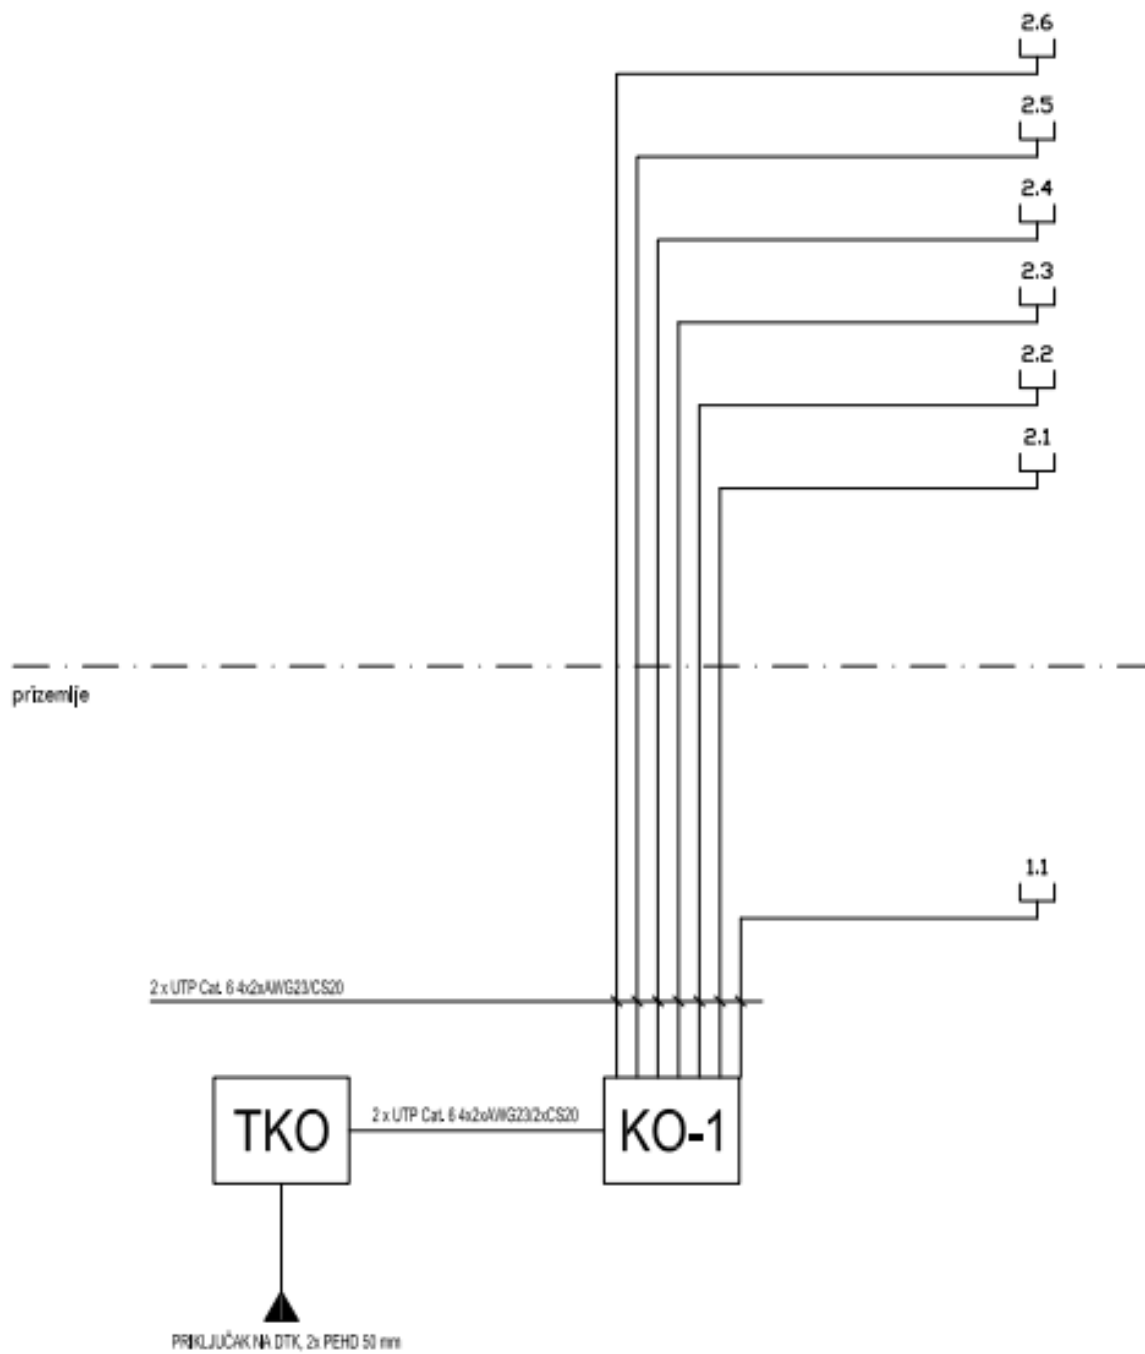 2.6
2.5
2.4
2.3
2.2
2.1
prizemlje
1.1
2 x UTP Cat. 6 4x2xAWG23/CS20
TKO
2 x UTP Cat. 6 4x2xAWG23/2xCS20
KO-1
PRIKLJUČAK NA DTK, 2x PEHD 50 mm